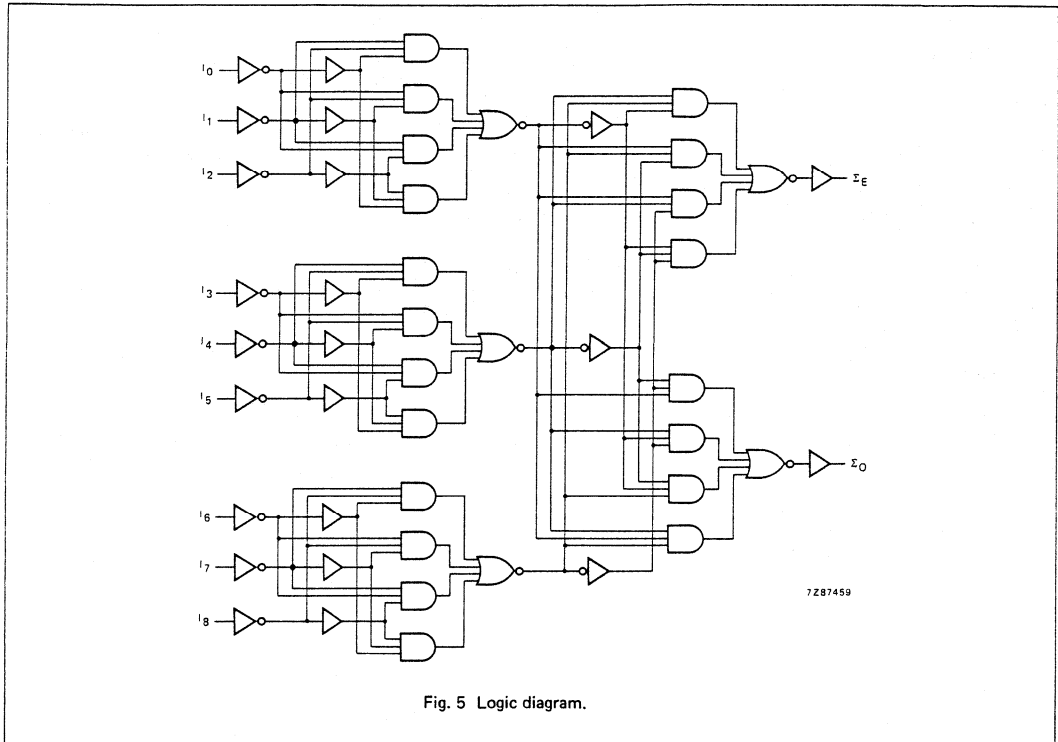 I0
I1
I2
ΣE
I3
I4
I5
ΣO
I6
I7
I8
7Z87459
Fig. 5 Logic diagram.